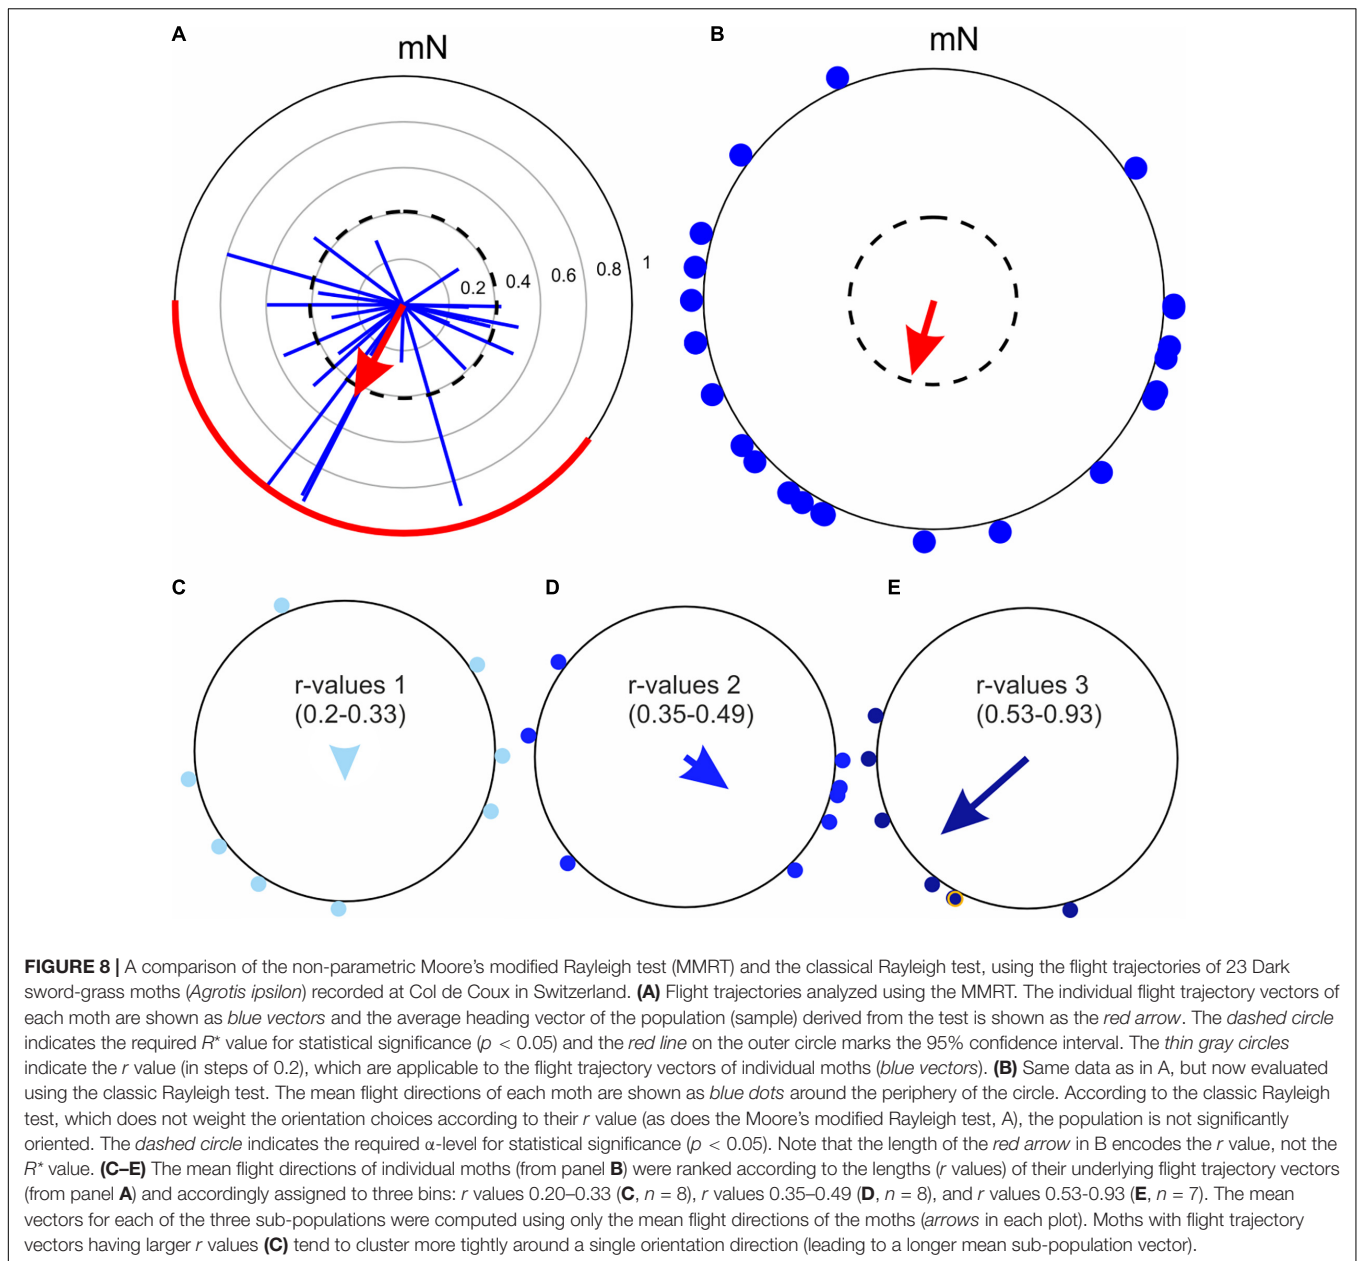 A
mN
B
mN
0.2
0.4
0.6
0.8
1
C
D
E
r-values 1
(0.2-0.33)
r-values 2
(0.35-0.49)
r-values 3
(0.53-0.93)
FIGURE 8 | A comparison of the non-parametric Moore's modified Rayleigh test (MMRT) and the classical Rayleigh test, using the flight trajectories of 23 Dark
sword-grass moths (Agrotis ipsilon) recorded at Col de Coux in Switzerland. (A) Flight trajectories analyzed using the MMRT. The individual flight trajectory vectors of
each moth are shown as blue vectors and the average heading vector of the population (sample) derived from the test is shown as the red arrow. The dashed circle
indicates the required R* value for statistical significance (p < 0.05) and the red line on the outer circle marks the 95% confidence interval. The thin gray circles
indicate the r value (in steps of 0.2), which are applicable to the flight trajectory vectors of individual moths (blue vectors). (B) Same data as in A, but now evaluated
using the classic Rayleigh test. The mean flight directions of each moth are shown as blue dots around the periphery of the circle. According to the classic Rayleigh
test, which does not weight the orientation choices according to their r value (as does the Moore's modified Rayleigh test, A), the population is not significantly
oriented. The dashed circle indicates the required α-level for statistical significance (p < 0.05). Note that the length of the red arrow in B encodes the r value, not the
R* value. (C–E) The mean flight directions of individual moths (from panel B) were ranked according to the lengths (r values) of their underlying flight trajectory vectors
(from panel A) and accordingly assigned to three bins: r values 0.20–0.33 (C, n = 8), r values 0.35–0.49 (D, n = 8), and r values 0.53-0.93 (E, n = 7). The mean
vectors for each of the three sub-populations were computed using only the mean flight directions of the moths (arrows in each plot). Moths with flight trajectory
vectors having larger r values (C) tend to cluster more tightly around a single orientation direction (leading to a longer mean sub-population vector).